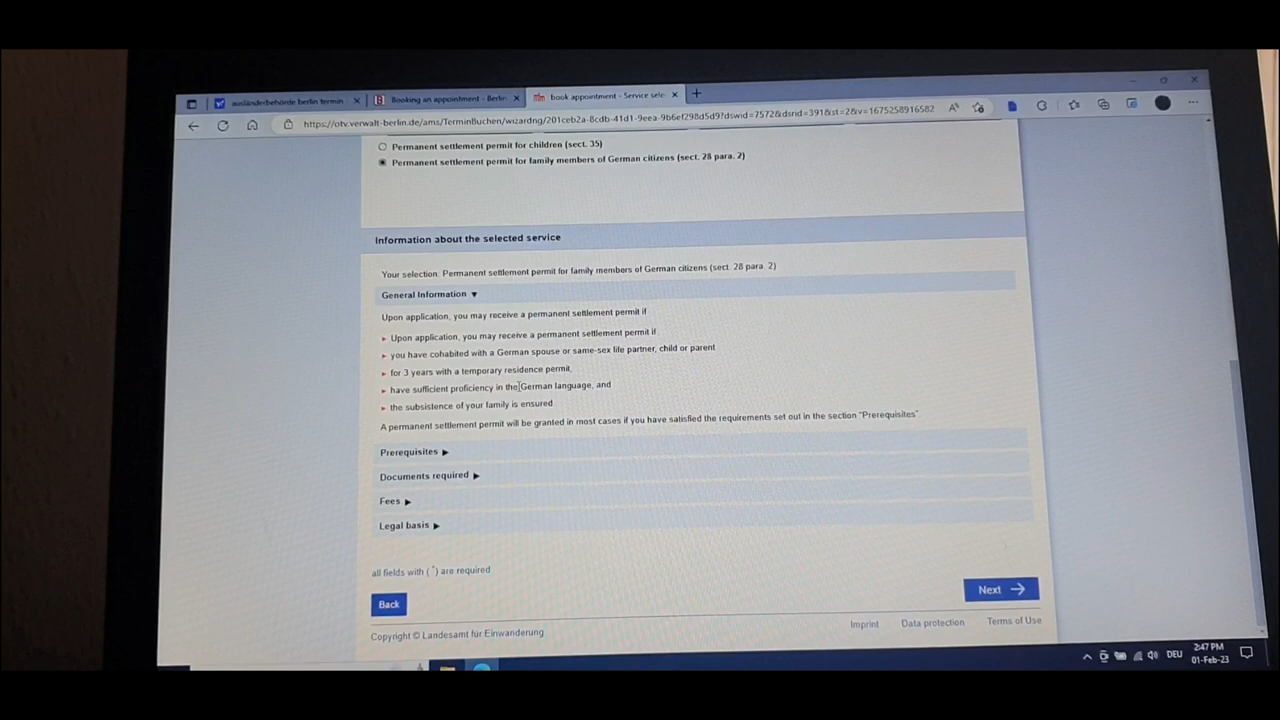 ausländerbehörde berlin termin
Booking an appointment - Berlin
book appointment - Service sele
https://otv.verwalt-berlin.de/ams/TerminBuchen/wizardng/201ceb2a-8cdb-41d1-9eea-9b6ef298d5d9?dswid=7572&dsrid=391&st=2&v=1675258916582
Permanent settlement permit for children (sect. 35)
Permanent settlement permit for family members of German citizens (sect. 28 para. 2)
Information about the selected service
Your selection: Permanent settlement permit for family members of German citizens (sect. 28 para. 2)
General Information ▼
Upon application, you may receive a permanent settlement permit if
Upon application, you may receive a permanent settlement permit if
you have cohabited with a German spouse or same-sex life partner, child or parent
for 3 years with a temporary residence permit,
have sufficient proficiency in the German language, and
the subsistence of your family is ensured
A permanent settlement permit will be granted in most cases if you have satisfied the requirements set out in the section "Prerequisites"
Prerequisites ▶
Documents required ▶
Fees ▶
Legal basis ▶
all fields with (*) are required
Back
Next →
Copyright © Landesamt für Einwanderung
Imprint
Data protection
Terms of Use
DEU
2:47 PM
01-Feb-23